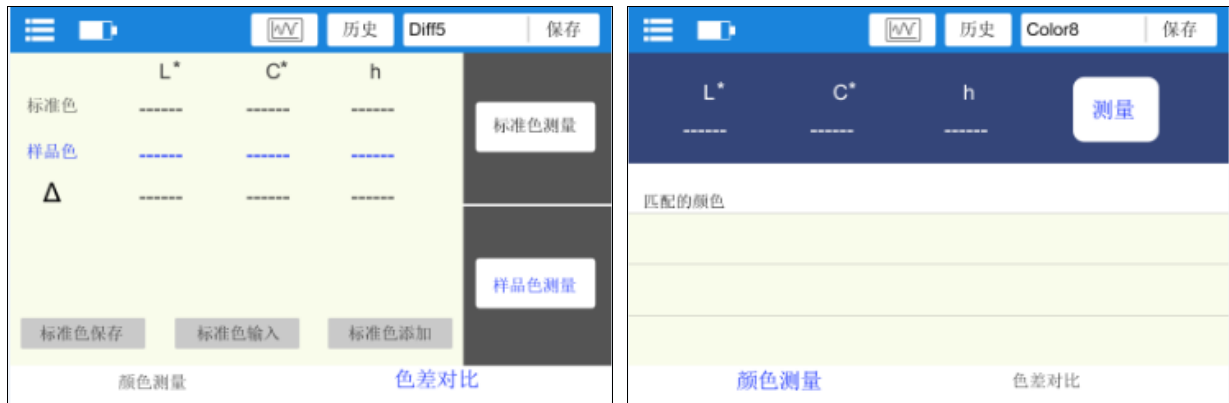 历史 Diff5 保存
L* C* h
标准色 ------ ------ ------
标准色测量
样品色 ------ ------ ------
Δ ------ ------ ------
样品色测量
标准色保存 标准色输入 标准色添加
颜色测量 色差对比
历史 Color8 保存
L* C* h
测量
------ ------ ------
匹配的颜色
颜色测量 色差对比